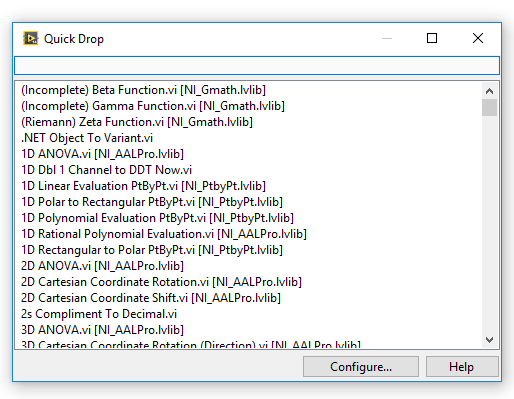 Quick Drop
(Incomplete) Beta Function.vi [NI_Gmath.lvlib]
(Incomplete) Gamma Function.vi [NI_Gmath.lvlib]
(Riemann) Zeta Function.vi [NI_Gmath.lvlib]
.NET Object To Variant.vi
1D ANOVA.vi [NI_AALPro.lvlib]
1D Dbl 1 Channel to DDT Now.vi
1D Linear Evaluation PtByPt.vi [NI_PtbyPt.lvlib]
1D Polar to Rectangular PtByPt.vi [NI_PtbyPt.lvlib]
1D Polynomial Evaluation PtByPt.vi [NI_PtbyPt.lvlib]
1D Rational Polynomial Evaluation.vi [NI_AALPro.lvlib]
1D Rectangular to Polar PtByPt.vi [NI_PtbyPt.lvlib]
2D ANOVA.vi [NI_AALPro.lvlib]
2D Cartesian Coordinate Rotation.vi [NI_AALPro.lvlib]
2D Cartesian Coordinate Shift.vi [NI_AALPro.lvlib]
2s Compliment To Decimal.vi
3D ANOVA.vi [NI_AALPro.lvlib]
3D Cartesian Coordinate Rotation (Direction).vi [NI_AALPro.lvlib]
Configure... Help